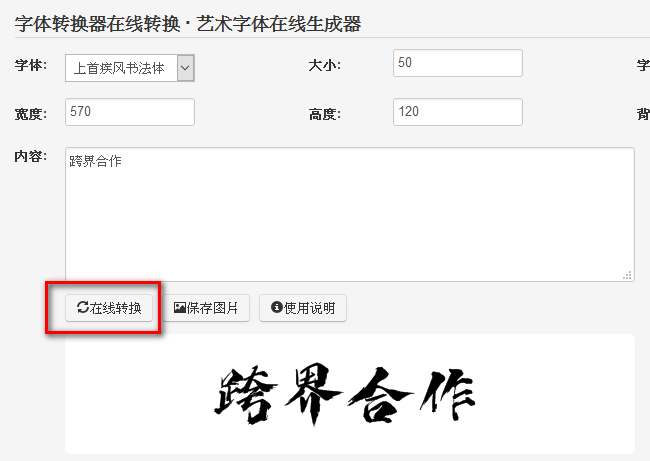 字体转换器在线转换 · 艺术字体在线生成器
字体: 上首疾风书法体 大小: 50 字
宽度: 570 高度: 120 背
内容: 跨界合作
在线转换 保存图片 使用说明
跨界合作